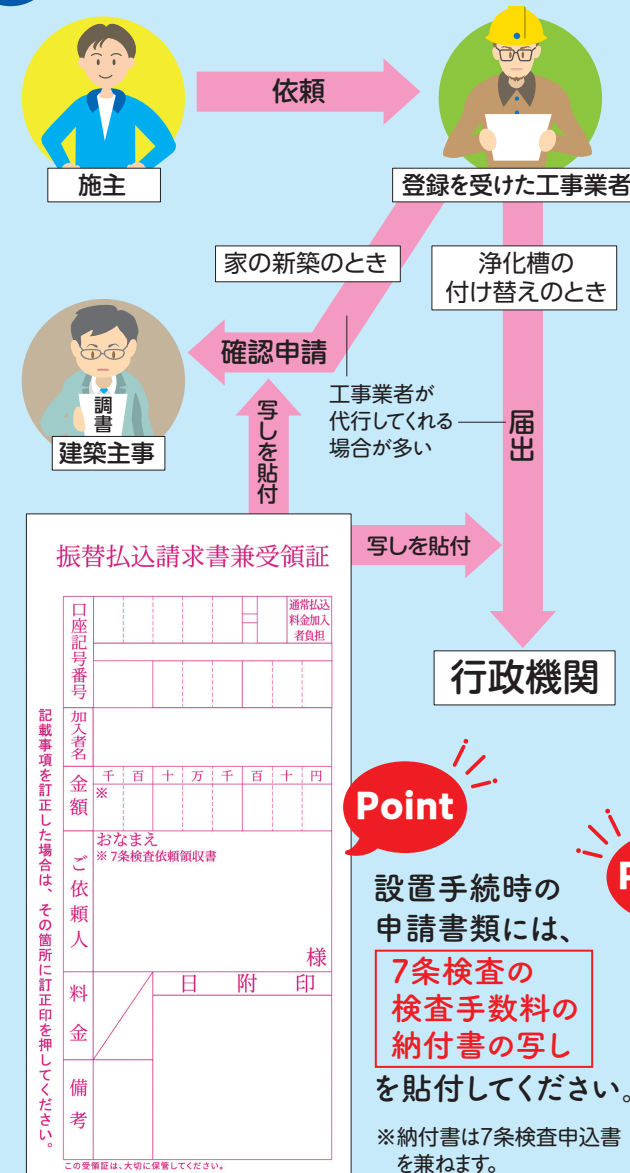 依頼
施主
登録を受けた工事業者
家の新築のとき
浄化槽の
付け替えのとき
確認申請
調書
建築主事
工事業者が
代行してくれる
場合が多い
届出
写しを貼付
写しを貼付
行政機関
振替払込請求書兼受領証
口座記号番号
通常払込
料金加入
者負担
加入者名
金額
千 百 十 万 千 百 十 円
※
ご依頼人
おなまえ
※7条検査依頼領収書
様
料金
日附印
備考
記載事項を訂正した場合は、その箇所に訂正印を押してください。
この受領証は、大切に保管してください。
Point
設置手続時の
申請書類には、
7条検査の
検査手数料の
納付書の写し
を貼付してください。
※納付書は7条検査申込書
を兼ねます。